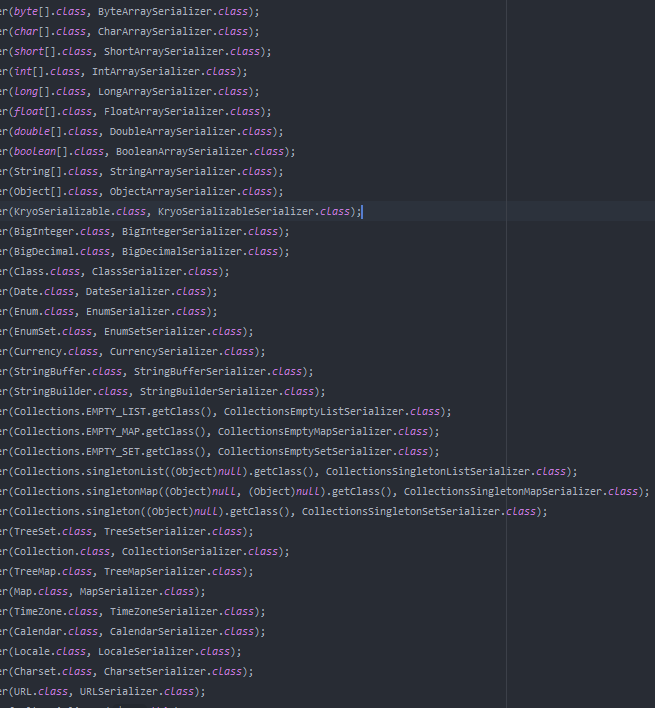 er(byte[].class, ByteArraySerializer.class);
er(char[].class, CharArraySerializer.class);
er(short[].class, ShortArraySerializer.class);
er(int[].class, IntArraySerializer.class);
er(long[].class, LongArraySerializer.class);
er(float[].class, FloatArraySerializer.class);
er(double[].class, DoubleArraySerializer.class);
er(boolean[].class, BooleanArraySerializer.class);
er(String[].class, StringArraySerializer.class);
er(Object[].class, ObjectArraySerializer.class);
er(KryoSerializable.class, KryoSerializableSerializer.class);
er(BigInteger.class, BigIntegerSerializer.class);
er(BigDecimal.class, BigDecimalSerializer.class);
er(Class.class, ClassSerializer.class);
er(Date.class, DateSerializer.class);
er(Enum.class, EnumSerializer.class);
er(EnumSet.class, EnumSetSerializer.class);
er(Currency.class, CurrencySerializer.class);
er(StringBuffer.class, StringBufferSerializer.class);
er(StringBuilder.class, StringBuilderSerializer.class);
er(Collections.EMPTY_LIST.getClass(), CollectionsEmptyListSerializer.class);
er(Collections.EMPTY_MAP.getClass(), CollectionsEmptyMapSerializer.class);
er(Collections.EMPTY_SET.getClass(), CollectionsEmptySetSerializer.class);
er(Collections.singletonList((Object)null).getClass(), CollectionsSingletonListSerializer.class);
er(Collections.singletonMap((Object)null, (Object)null).getClass(), CollectionsSingletonMapSerializer.class);
er(Collections.singleton((Object)null).getClass(), CollectionsSingletonSetSerializer.class);
er(TreeSet.class, TreeSetSerializer.class);
er(Collection.class, CollectionSerializer.class);
er(TreeMap.class, TreeMapSerializer.class);
er(Map.class, MapSerializer.class);
er(TimeZone.class, TimeZoneSerializer.class);
er(Calendar.class, CalendarSerializer.class);
er(Locale.class, LocaleSerializer.class);
er(Charset.class, CharsetSerializer.class);
er(URL.class, URLSerializer.class);